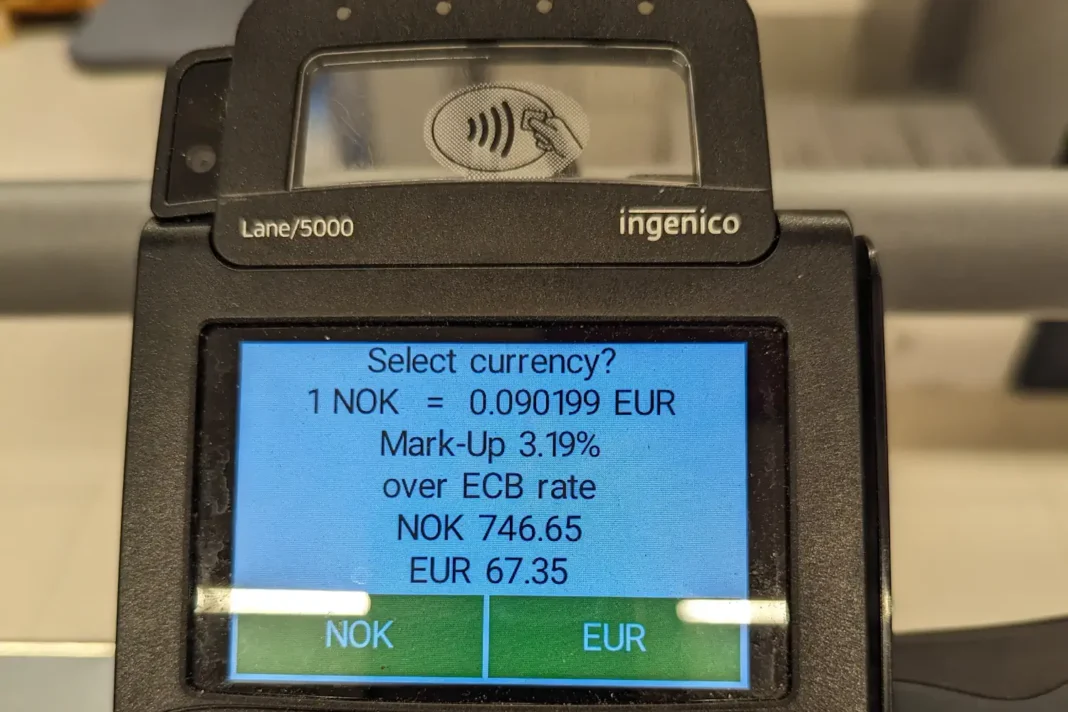 Lane/5000
ingenico
Select currency?
1 NOK = 0.090199 EUR
Mark-Up 3.19%
over ECB rate
NOK 746.65
EUR 67.35
NOK
EUR